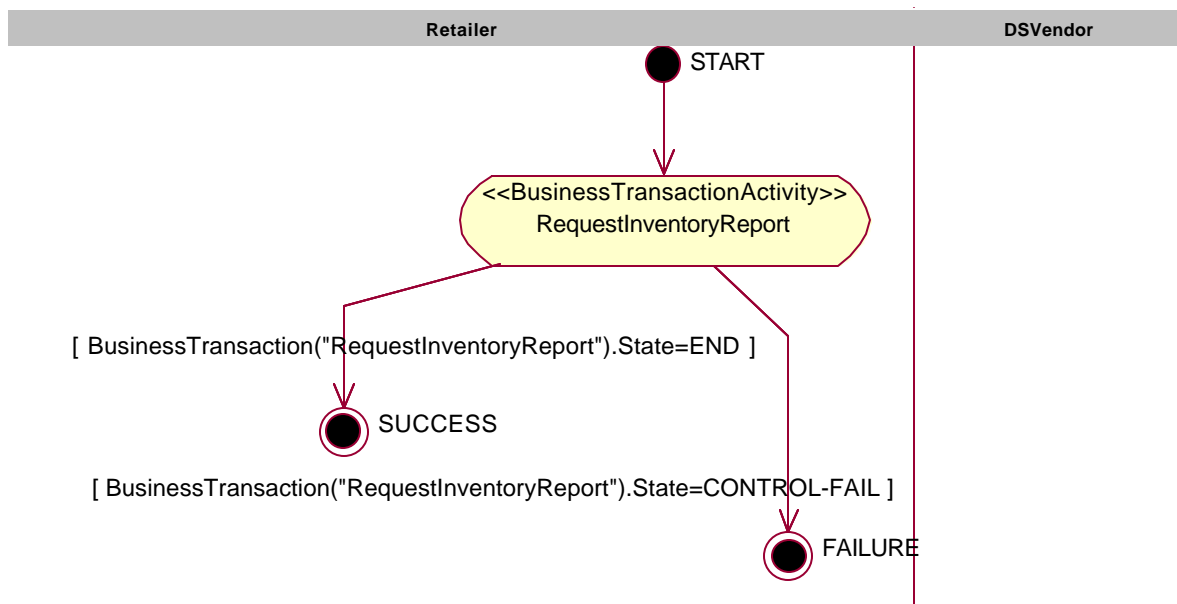 Retailer
DSVendor
START
<<BusinessTransactionActivity>>
RequestInventoryReport
[ BusinessTransaction("RequestInventoryReport").State=END ]
SUCCESS
[ BusinessTransaction("RequestInventoryReport").State=CONTROL-FAIL ]
FAILURE